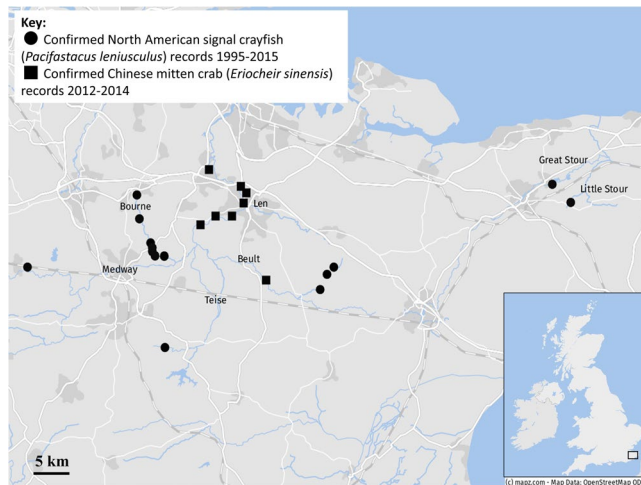 Key:
Confirmed North American signal crayfish
(Pacifastacus leniusculus) records 1995-2015
Confirmed Chinese mitten crab (Eriocheir sinensis)
records 2012-2014
Great Stour
Little Stour
Bourne
Len
Beult
Medway
Teise
5 km
(c) mapz.com - Map Data: OpenStreetMap OD